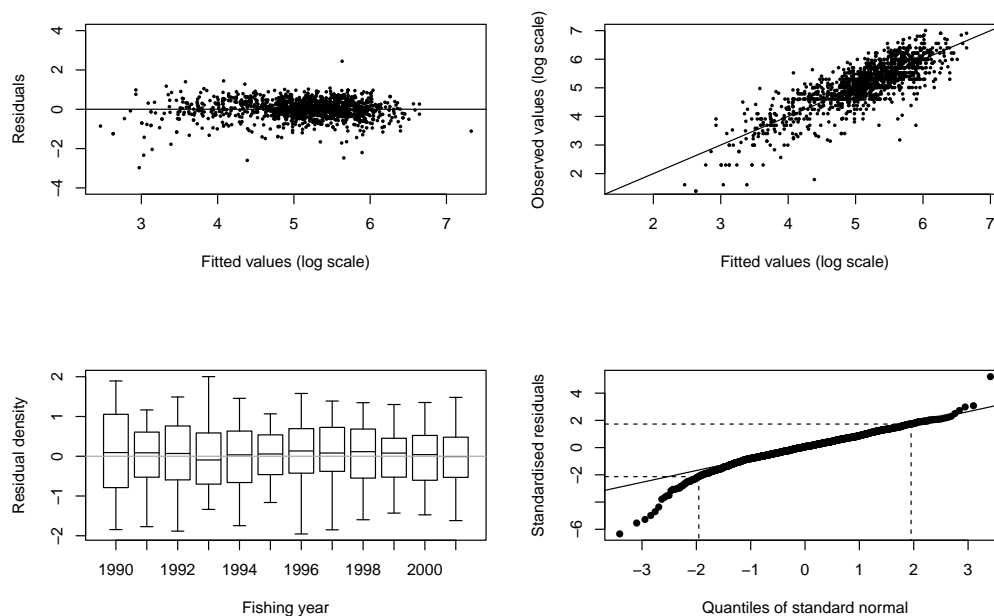 Residuals
4
2
0
−2
−4
3 4 5 6 7
Fitted values (log scale)
Observed values (log scale)
7
6
5
4
3
2
2 3 4 5 6 7
Fitted values (log scale)
Residual density
2
1
0
−1
−2
1990 1992 1994 1996 1998 2000
Fishing year
Standardised residuals
4
2
0
−2
−6
−3 −2 −1 0 1 2 3
Quantiles of standard normal